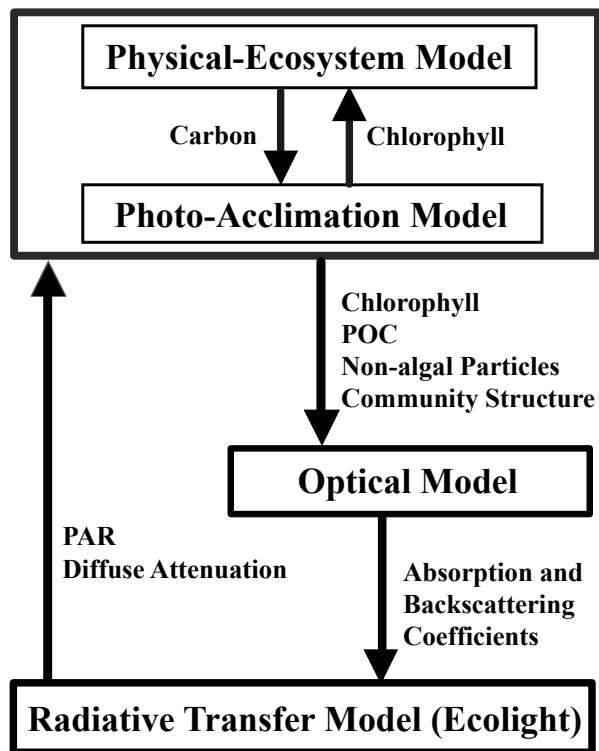 Physical-Ecosystem Model
Carbon
Chlorophyll
Photo-Acclimation Model
Chlorophyll
POC
Non-algal Particles
Community Structure
Optical Model
PAR
Diffuse Attenuation
Absorption and
Backscattering
Coefficients
Radiative Transfer Model (Ecolight)